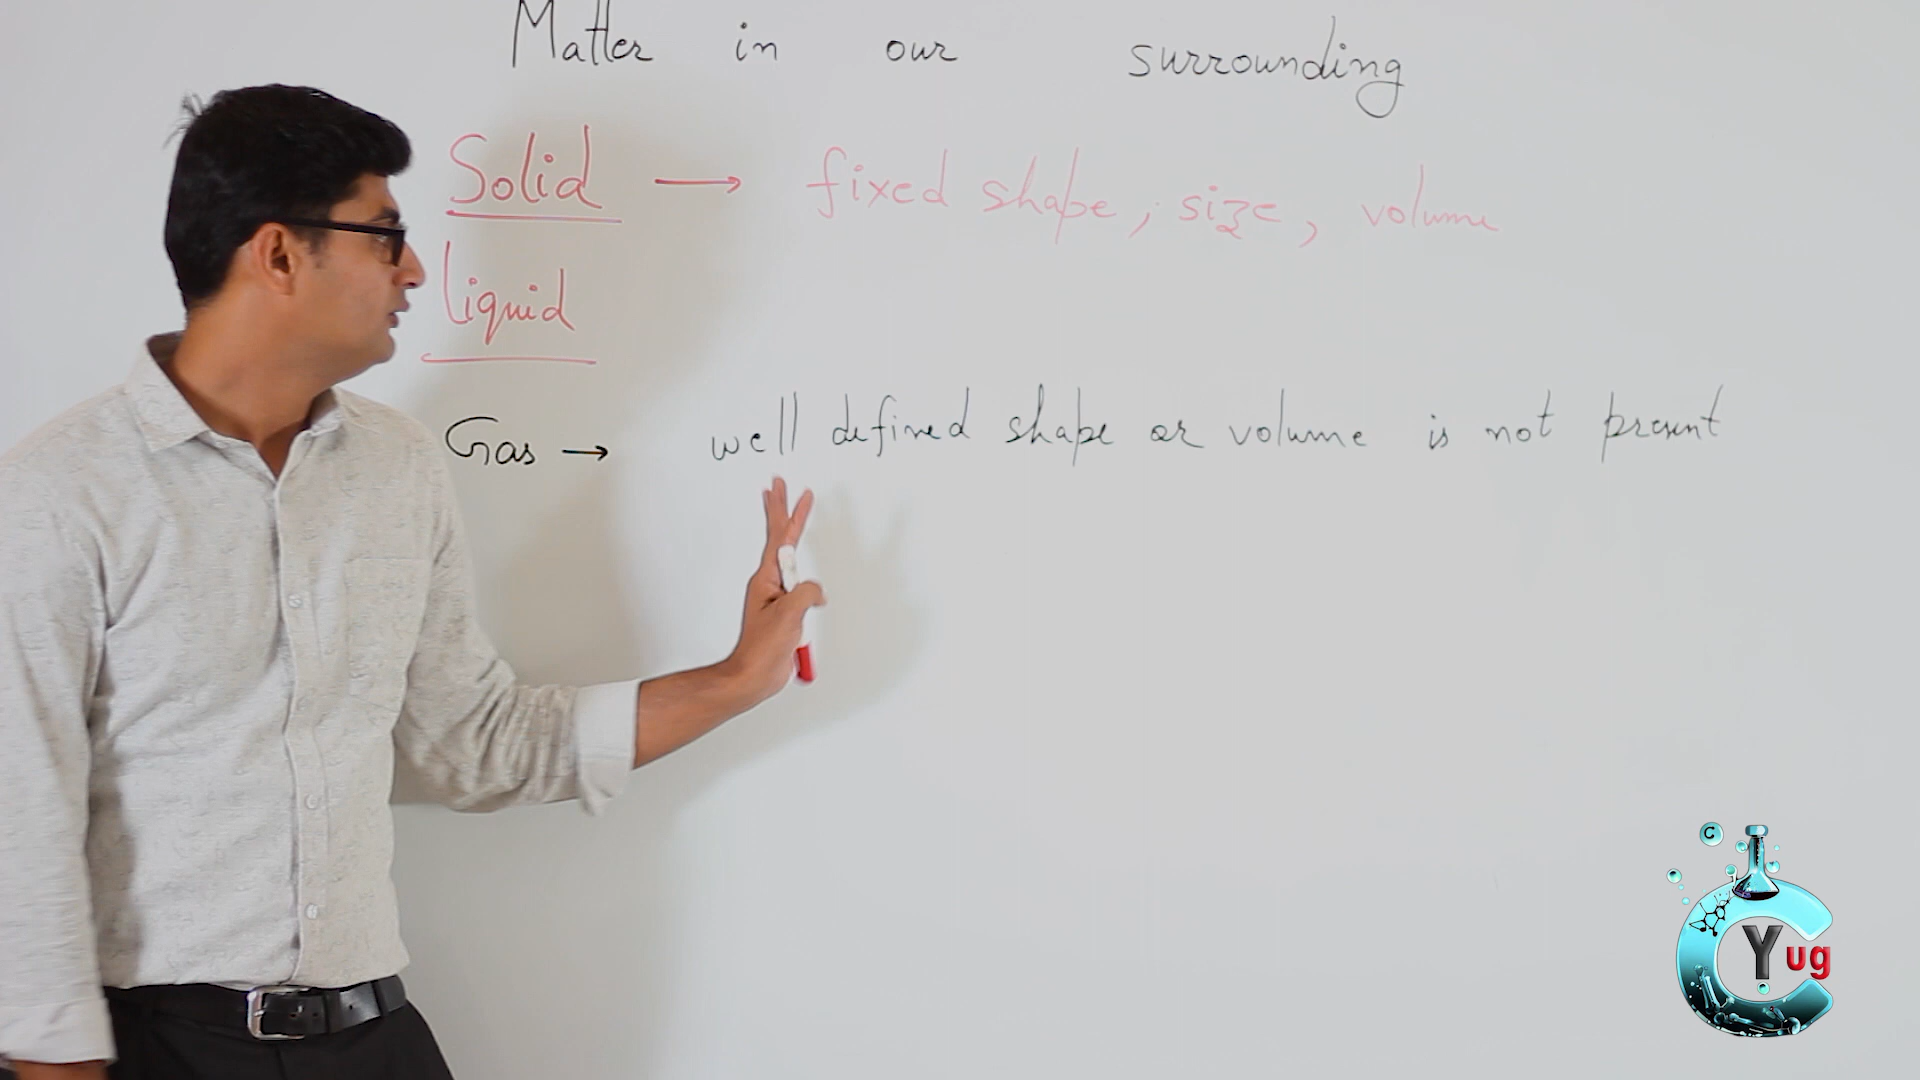 Matter in our surrounding
Solid → fixed shape, size, volume
Liquid
Gas → well defined shape or volume is not present
C
C Yug